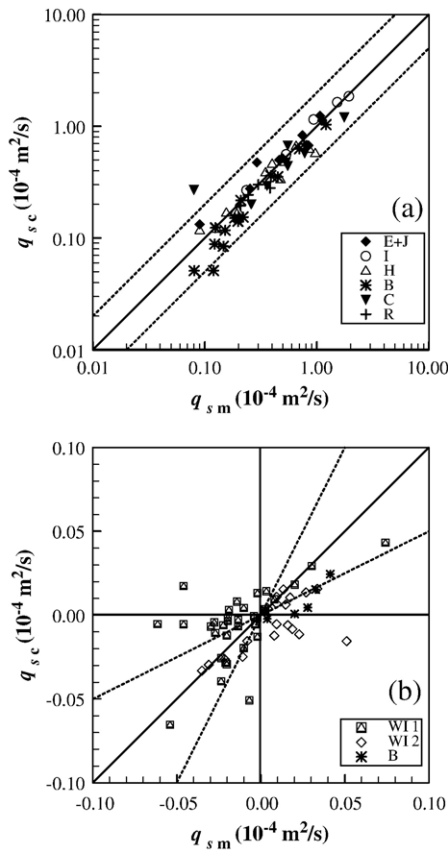 10.00
1.00
0.10
0.01
q s c (10⁻⁴ m²/s)
(a)
E+J
I
H
B
C
R
0.01
0.10
1.00
10.00
q s m (10⁻⁴ m²/s)
0.10
0.05
0.00
-0.05
-0.10
q s c (10⁻⁴ m²/s)
(b)
WI 1
WI 2
B
-0.10
-0.05
0.00
0.05
0.10
q s m (10⁻⁴ m²/s)